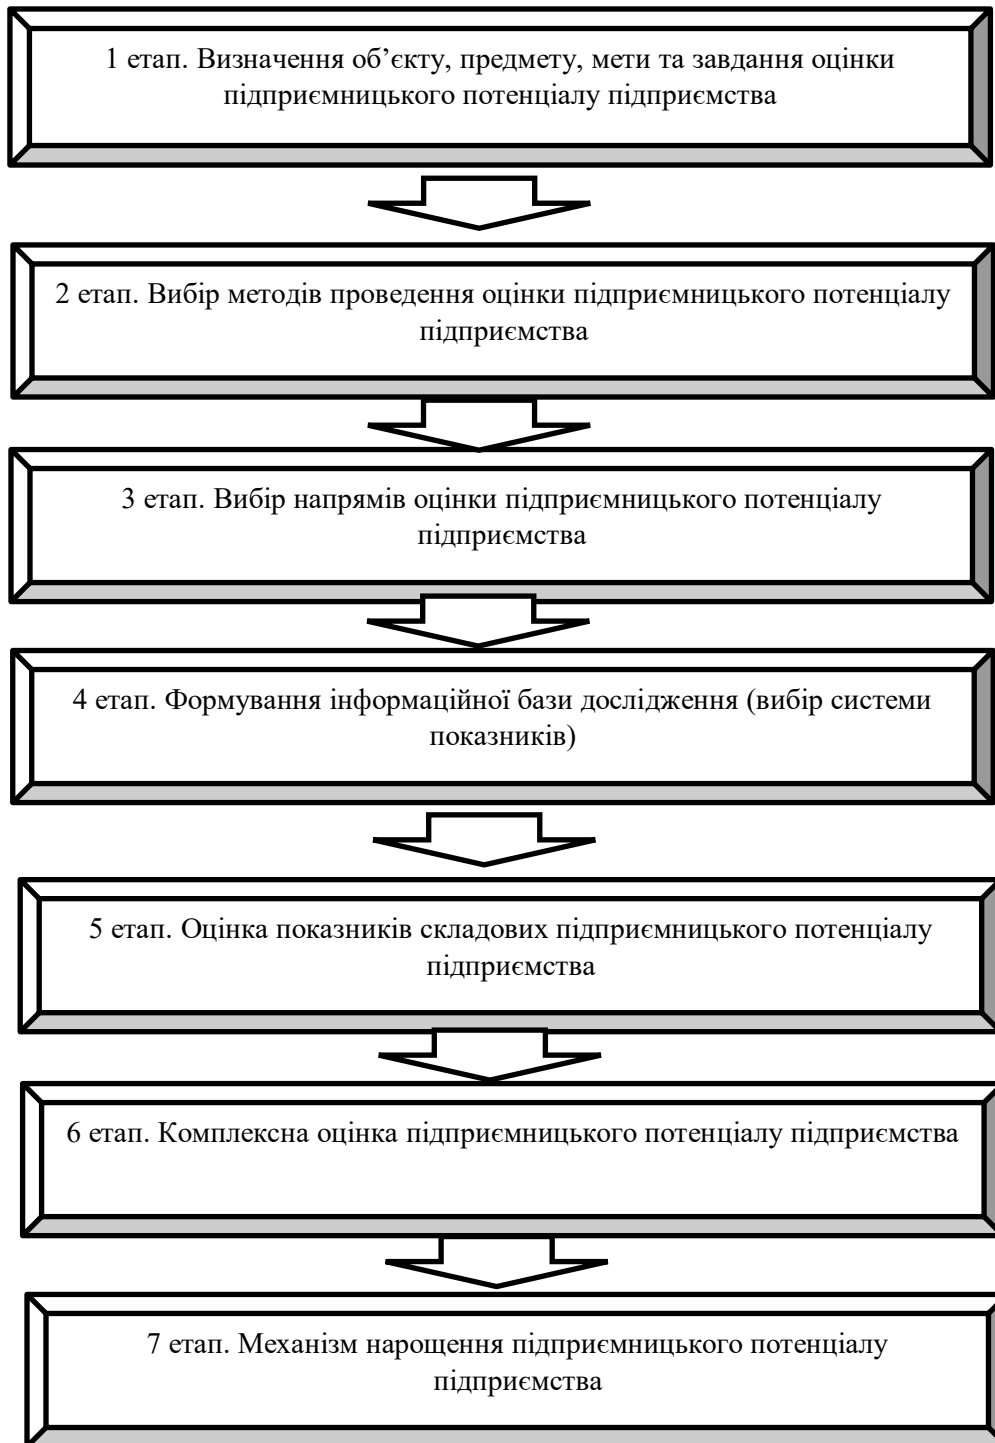 1 етап. Визначення об’єкту, предмету, мети та завдання оцінки
підприємницького потенціалу підприємства
2 етап. Вибір методів проведення оцінки підприємницького потенціалу
підприємства
3 етап. Вибір напрямів оцінки підприємницького потенціалу
підприємства
4 етап. Формування інформаційної бази дослідження (вибір системи
показників)
5 етап. Оцінка показників складових підприємницького потенціалу
підприємства
6 етап. Комплексна оцінка підприємницького потенціалу підприємства
7 етап. Механізм нарощення підприємницького потенціалу
підприємства